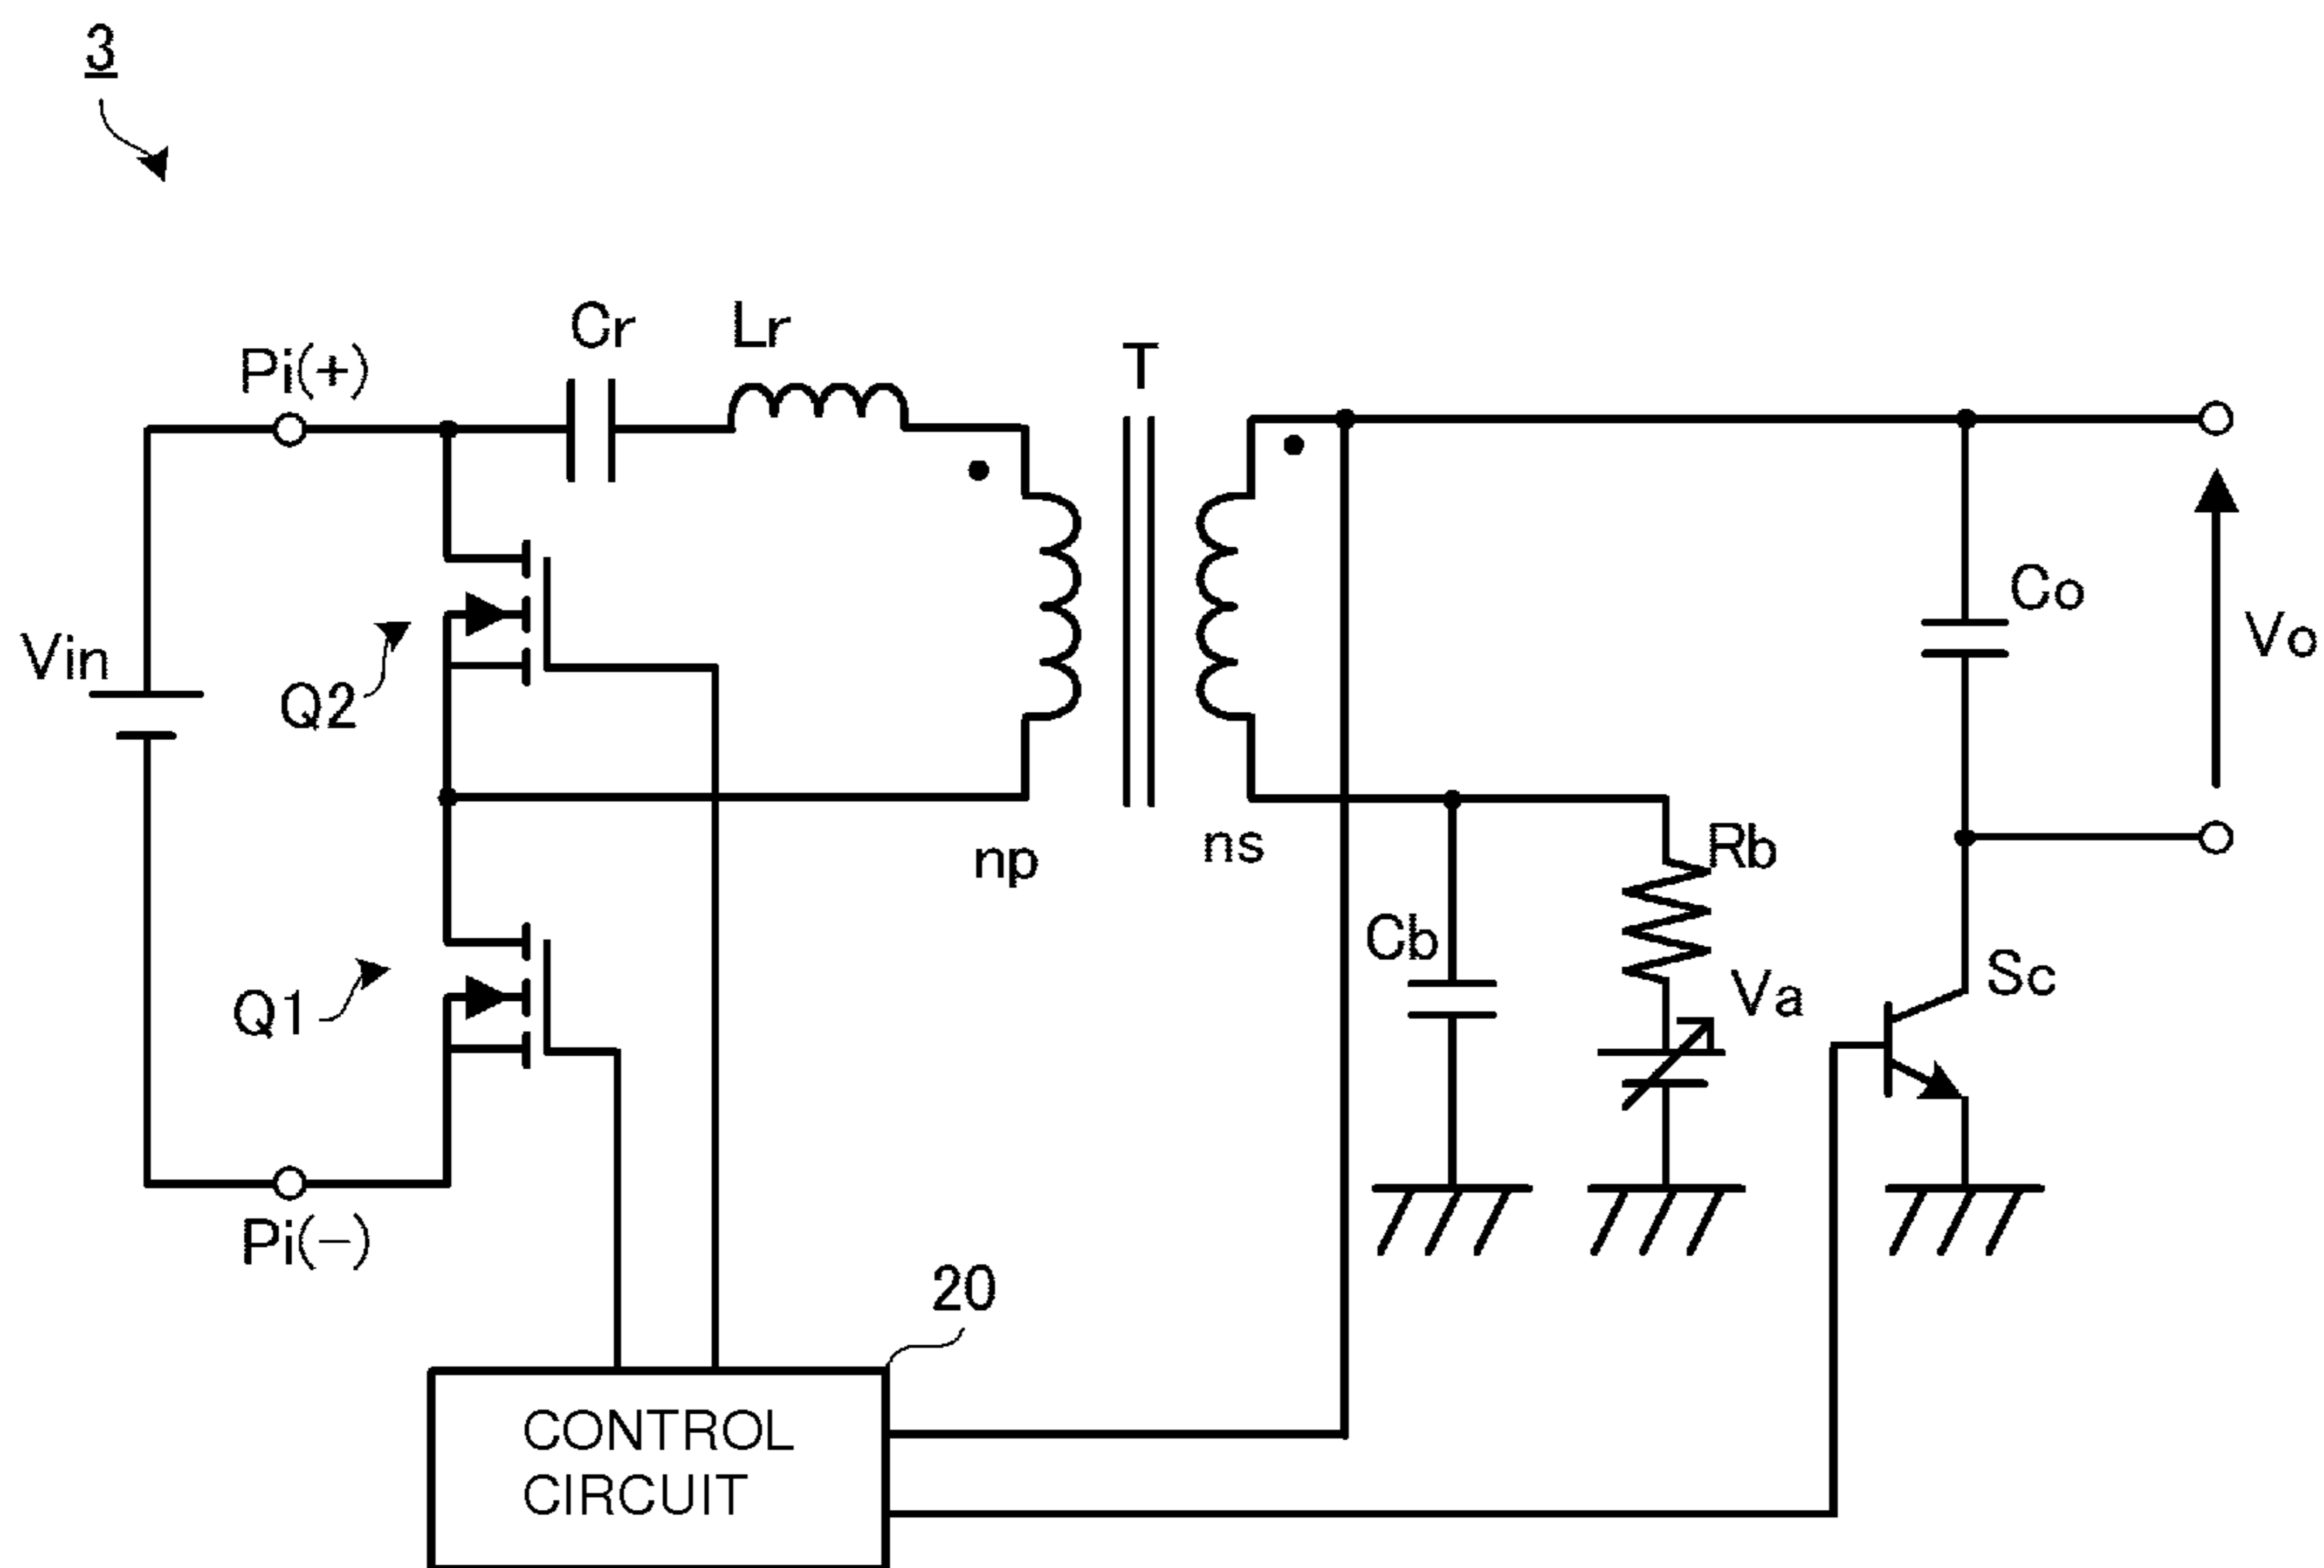 3
Cr
Lr
Pi(+)
T
Co
Vin
Vo
Q2
np
ns
Rb
Cb
Va
Sc
Q1
Pi(−)
20
CONTROL
CIRCUIT